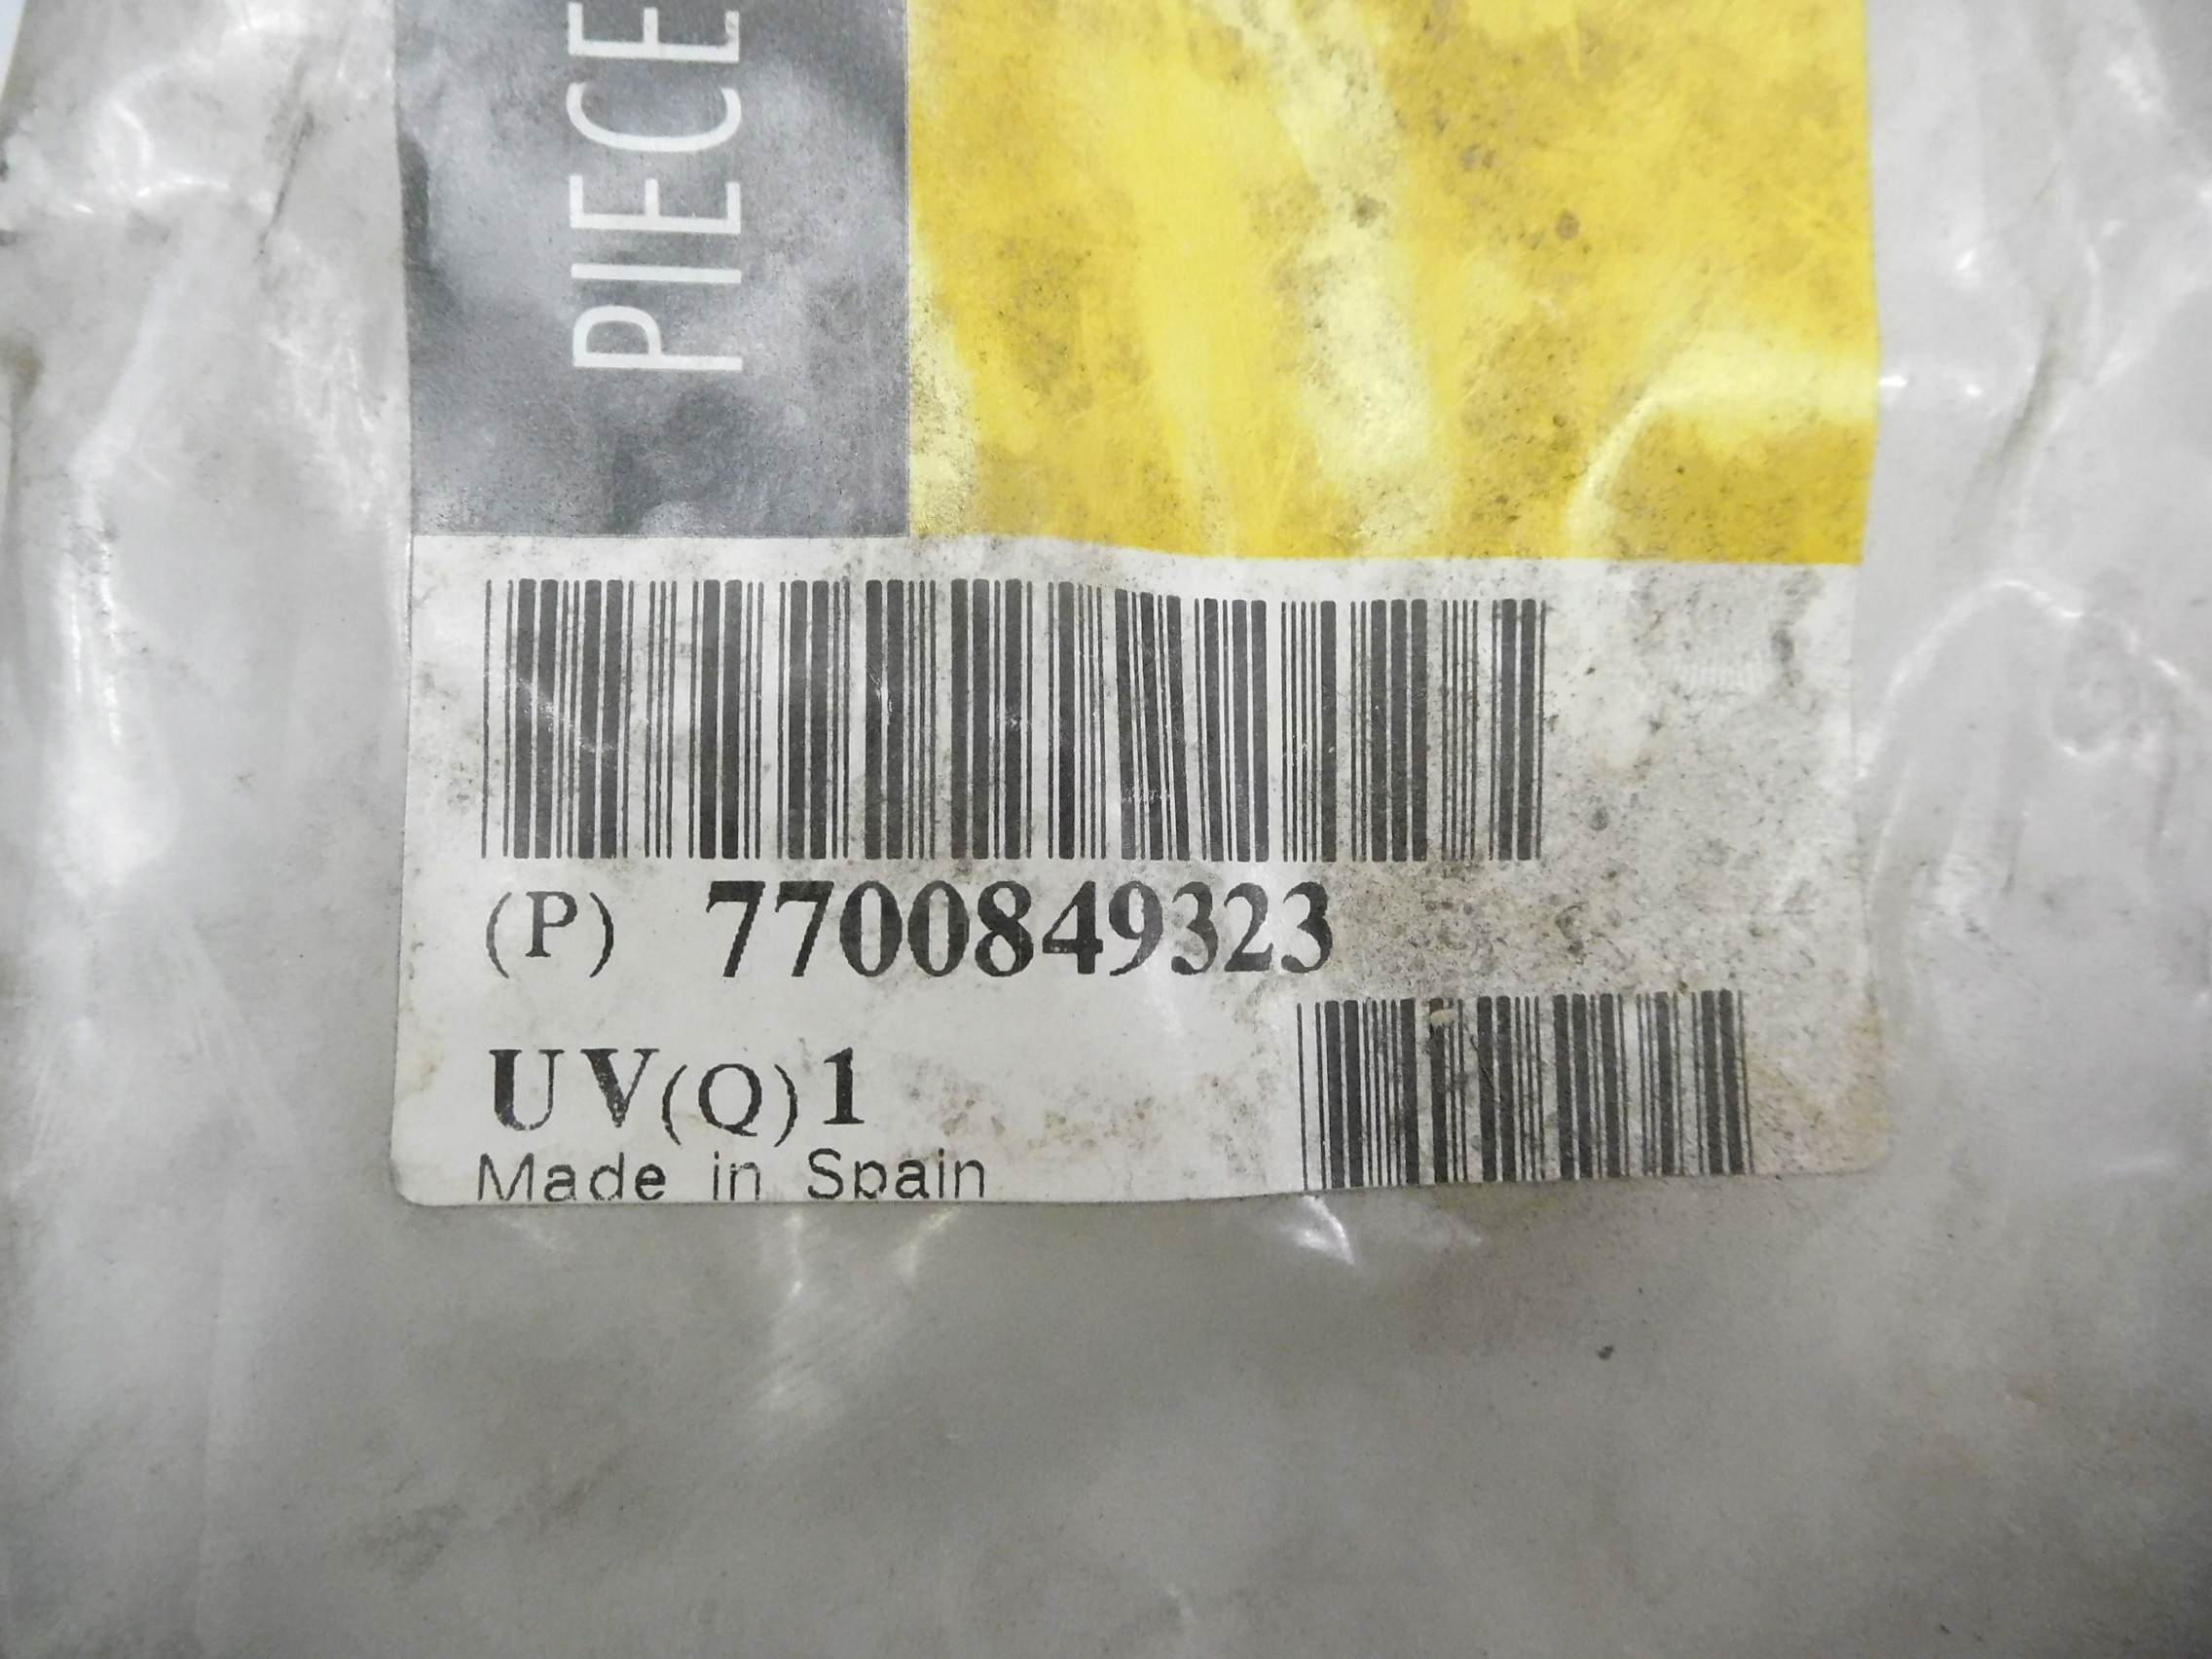 PIECE
(P) 7700849323
UV(Q)1
Made in Spain